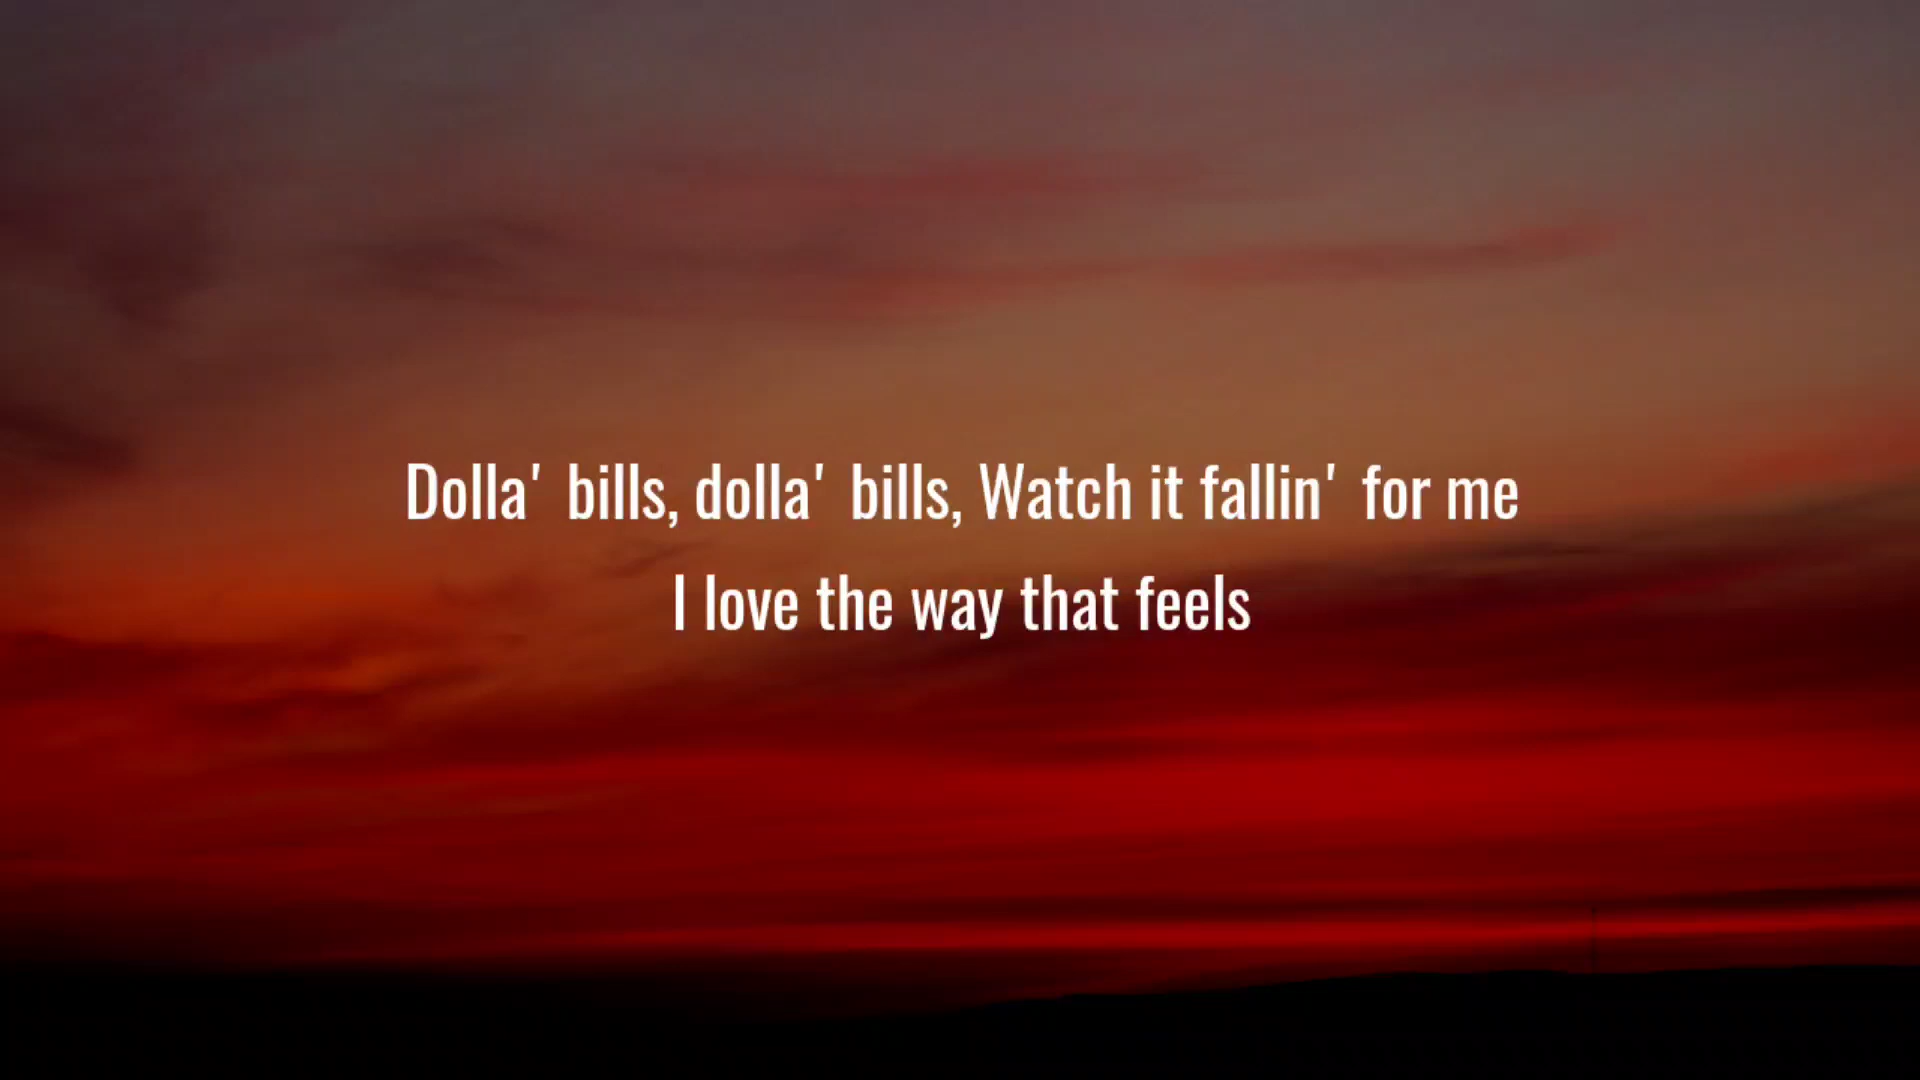 Dolla' bills, dolla' bills, Watch it fallin' for me
I love the way that feels